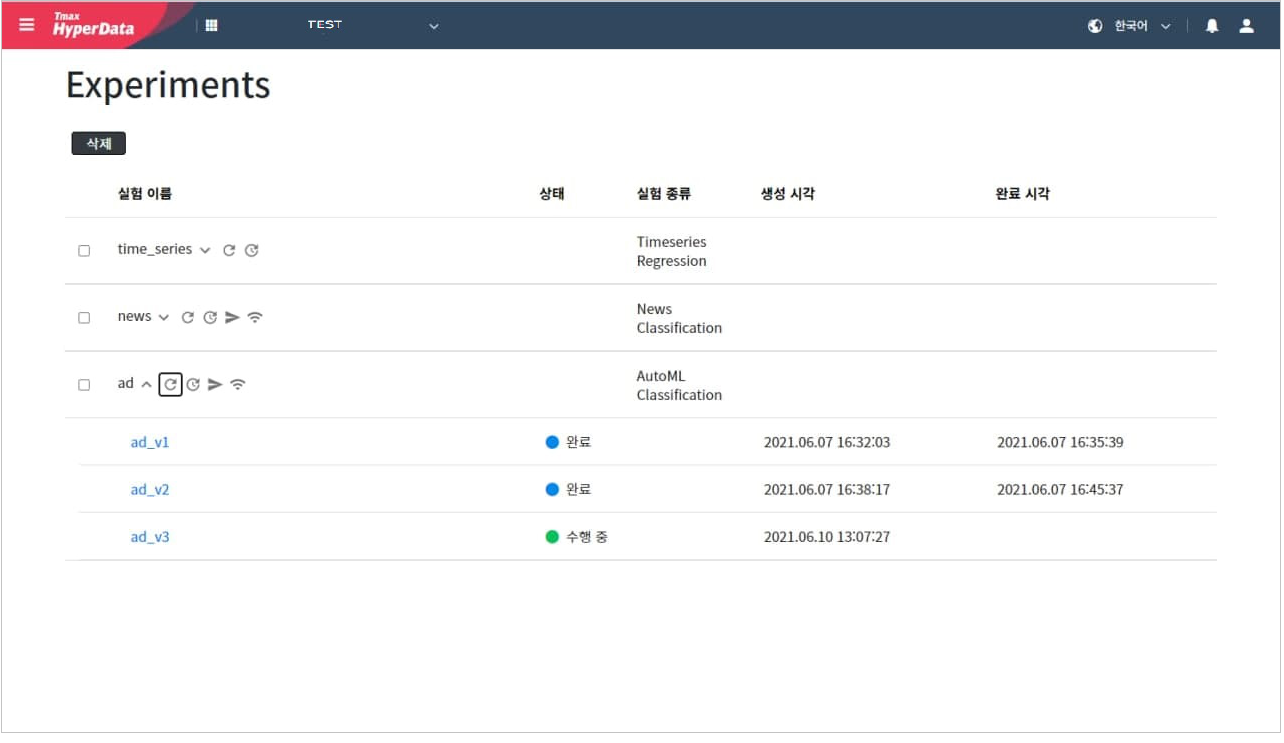 Tmax
HyperData
TEST
한국어
Experiments
삭제
실험 이름 상태 실험 종류 생성 시각 완료 시각
time_series Timeseries
Regression
news News
Classification
ad AutoML
Classification
ad_v1 완료 2021.06.07 16:32:03 2021.06.07 16:35:39
ad_v2 완료 2021.06.07 16:38:17 2021.06.07 16:45:37
ad_v3 수행 중 2021.06.10 13:07:27